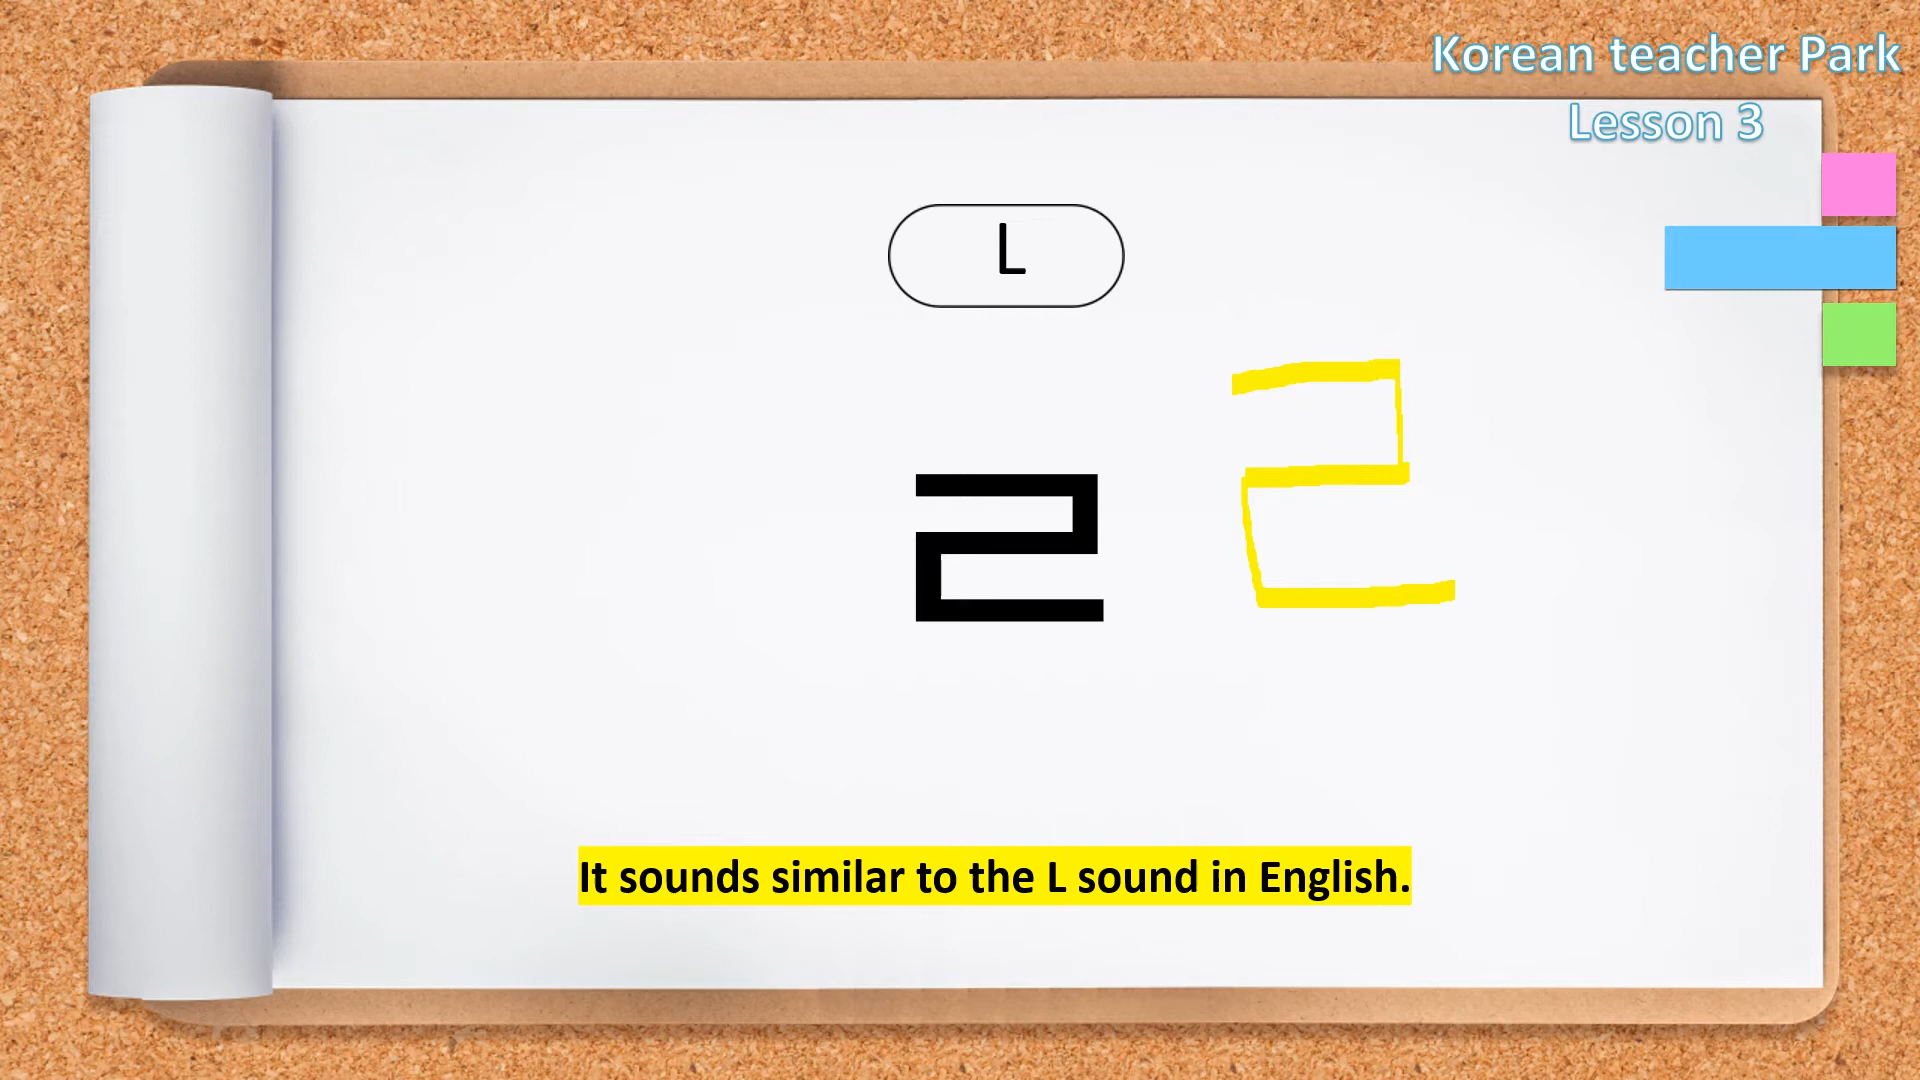 Korean teacher Park
Lesson 3
L
ㄹ ㄹ
It sounds similar to the L sound in English.